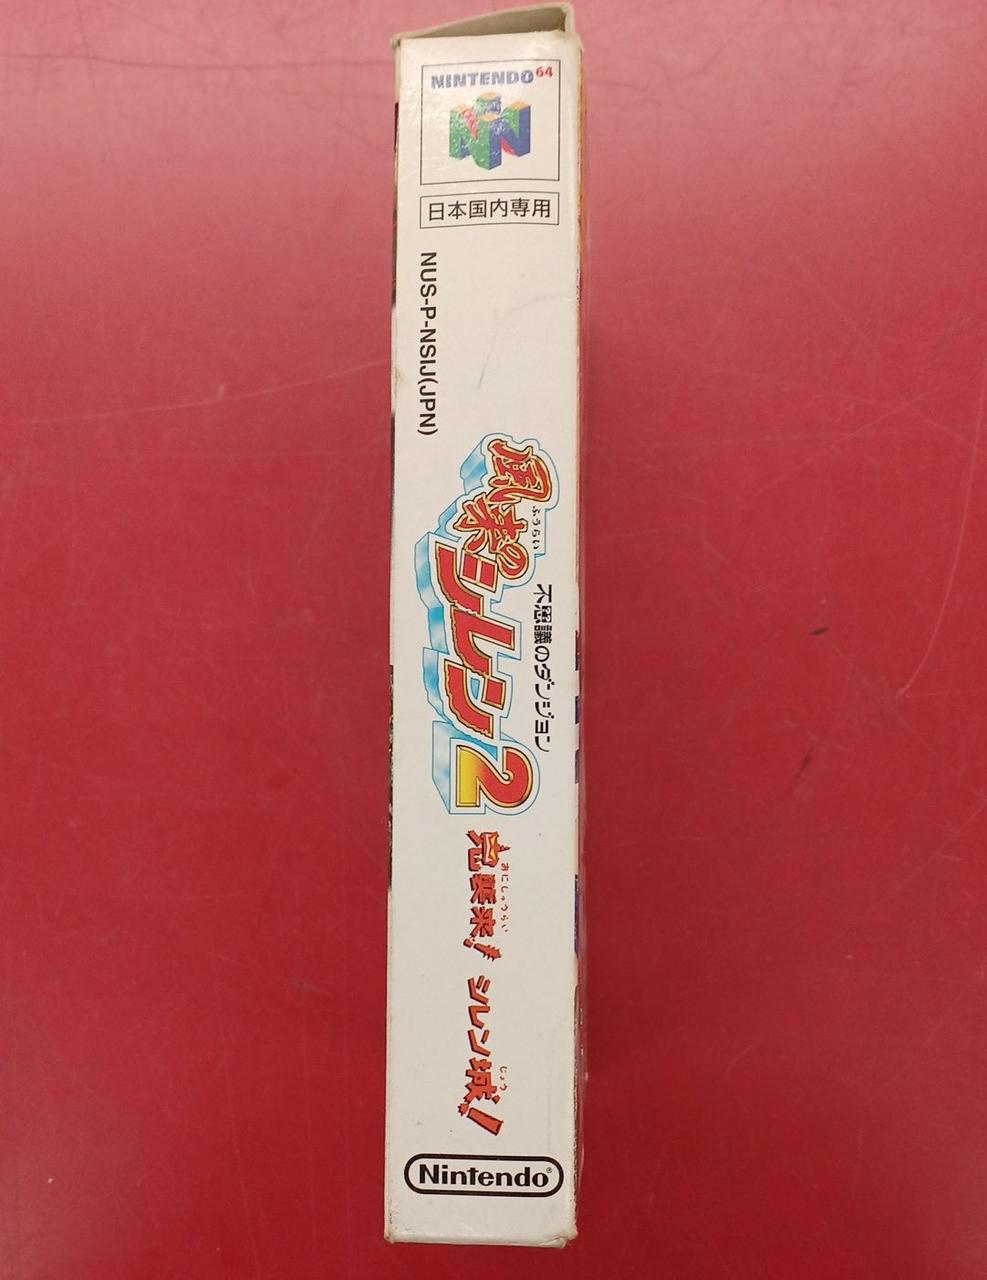 NINTENDO64
日本国内専用
NUS-P-NSIJ(JPN)
不思議のダンジョン
ふうらい
風来のシレン2
おにしゅうらい
鬼襲来! シレン城!
じょう
Nintendo®